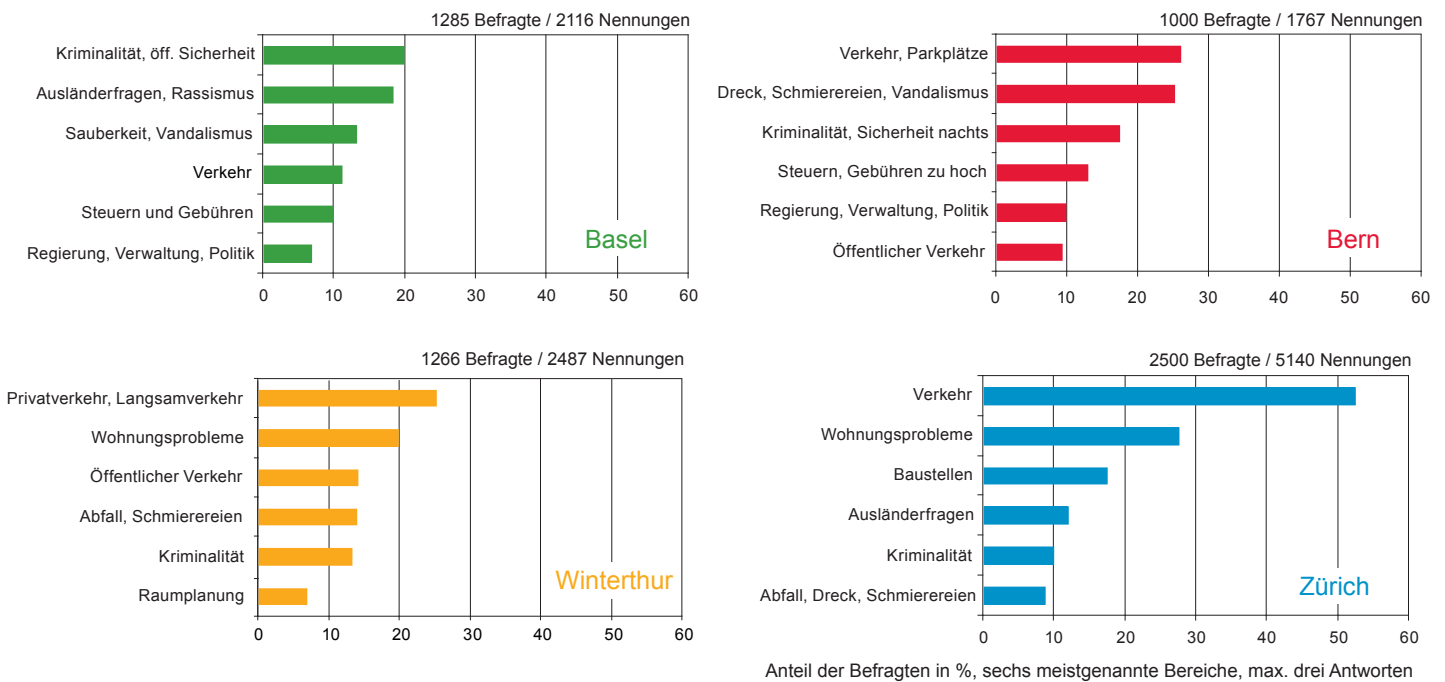 1285 Befragte / 2116 Nennungen
Kriminalität, öff. Sicherheit
Ausländerfragen, Rassismus
Sauberkeit, Vandalismus
Verkehr
Steuern und Gebühren
Regierung, Verwaltung, Politik
Basel
0 10 20 30 40 50 60
1000 Befragte / 1767 Nennungen
Verkehr, Parkplätze
Dreck, Schmierereien, Vandalismus
Kriminalität, Sicherheit nachts
Steuern, Gebühren zu hoch
Regierung, Verwaltung, Politik
Öffentlicher Verkehr
Bern
0 10 20 30 40 50 60
1266 Befragte / 2487 Nennungen
Privatverkehr, Langsamverkehr
Wohnungsprobleme
Öffentlicher Verkehr
Abfall, Schmierereien
Kriminalität
Raumplanung
Winterthur
0 10 20 30 40 50 60
2500 Befragte / 5140 Nennungen
Verkehr
Wohnungsprobleme
Baustellen
Ausländerfragen
Kriminalität
Abfall, Dreck, Schmierereien
Zürich
0 10 20 30 40 50 60
Anteil der Befragten in %, sechs meistgenannte Bereiche, max. drei Antworten